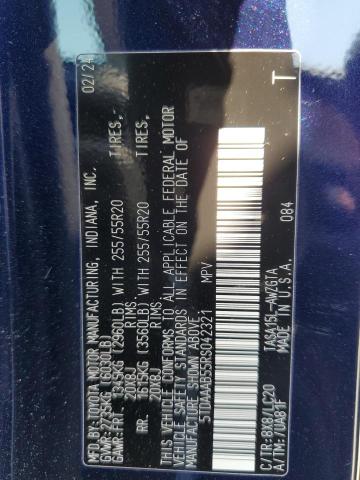 MFD BY: TOYOTA MOTOR MANUFACTURING, INDIANA, INC. 02/24
GVWR 2735KG (6030LB)
GAWR FRT. 1345KG (2960LB) WITH 255/55R20 TIRES,
20X8J RIMS,
RR. 1615KG (3560LB) WITH 255/55R20 TIRES,
20X8J RIMS,
THIS VEHICLE CONFORMS TO ALL APPLICABLE FEDERAL MOTOR
VEHICLE SAFETY STANDARDS IN EFFECT ON THE DATE OF
MANUFACTURE SHOWN ABOVE.
MPV
C/TR: 8X8/LC20 TASA15L-AWZGTA 084
A/TM: /UA81F MADE IN U.S.A.
T